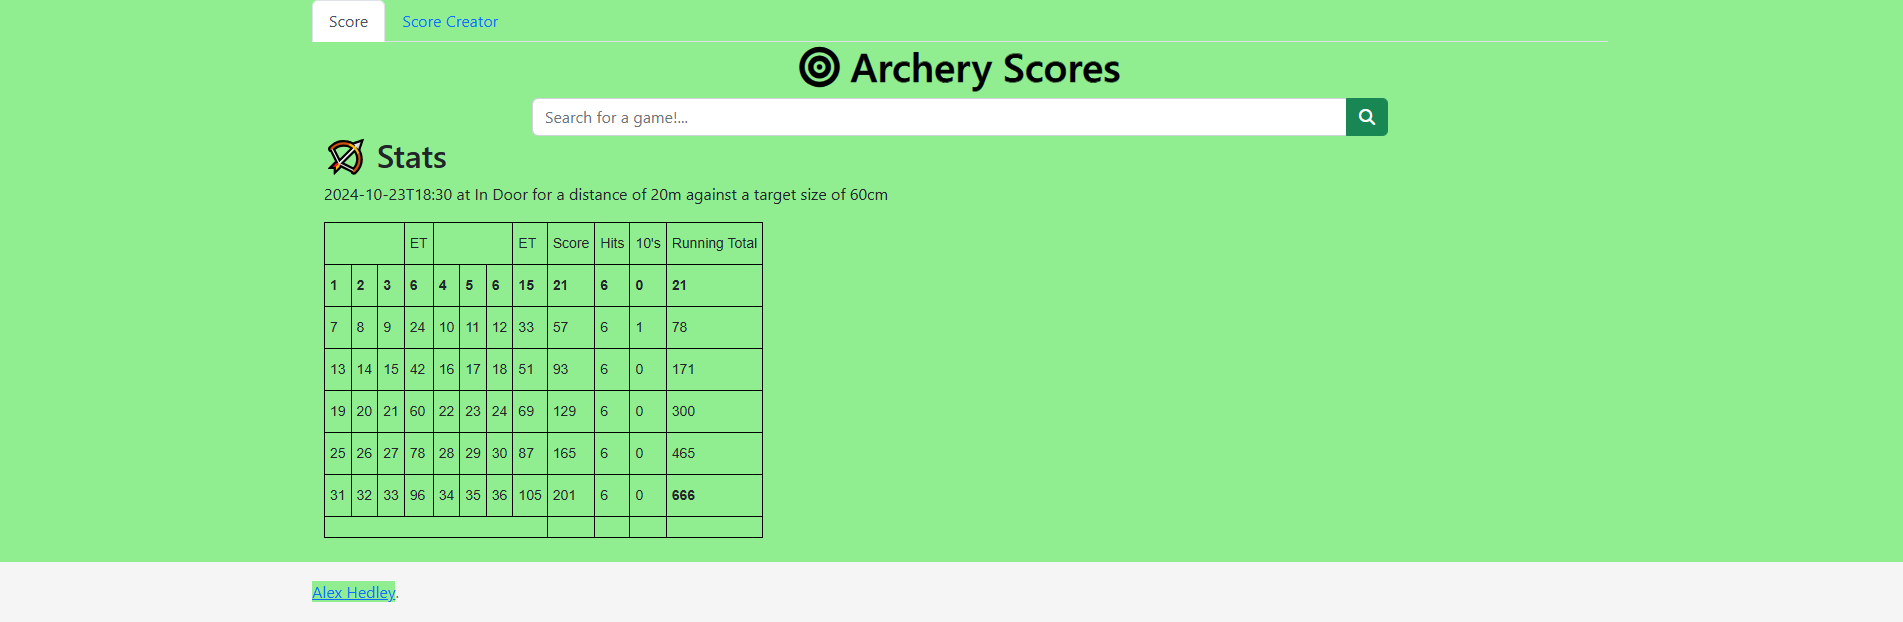 Score Score Creator
Archery Scores
Search for a game!...
Stats
2024-10-23T18:30 at In Door for a distance of 20m against a target size of 60cm
ET ET Score Hits 10's Running Total
1 2 3 6 4 5 6 15 21 6 0 21
7 8 9 24 10 11 12 33 57 6 1 78
13 14 15 42 16 17 18 51 93 6 0 171
19 20 21 60 22 23 24 69 129 6 0 300
25 26 27 78 28 29 30 87 165 6 0 465
31 32 33 96 34 35 36 105 201 6 0 666
Alex Hedley.